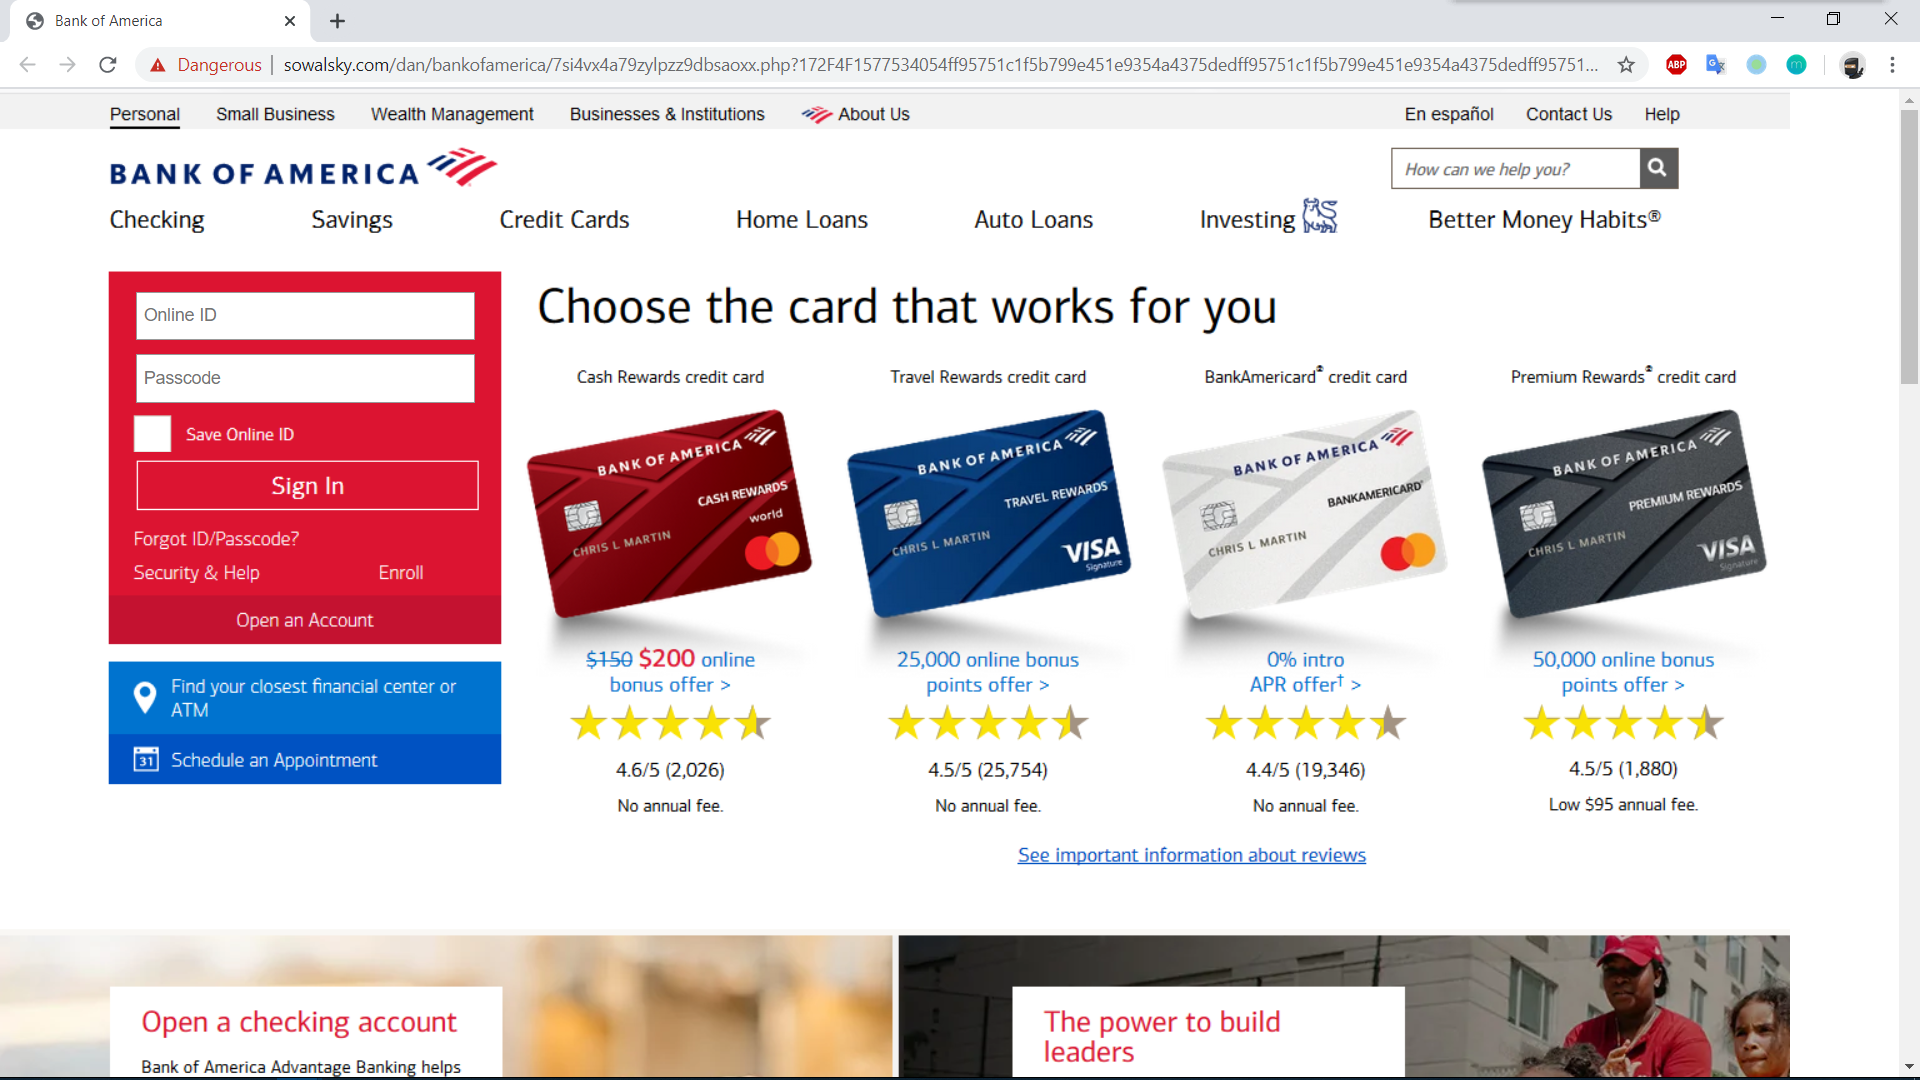 Bank of America
Dangerous | sowalsky.com/dan/bankofamerica/7si4vx4a79zylpzz9dbsaoxx.php?172F4F1577534054ff95751c1f5b799e451e9354a4375dedff95751c1f5b799e451e9354a4375dedff95751...
ABP
m
Personal Small Business Wealth Management Businesses & Institutions About Us En español Contact Us Help
BANK OF AMERICA
How can we help you?
Checking Savings Credit Cards Home Loans Auto Loans Investing Better Money Habits®
Online ID
Passcode
Save Online ID
Sign In
Forgot ID/Passcode?
Security & Help Enroll
Open an Account
Find your closest financial center or
ATM
31 Schedule an Appointment
Choose the card that works for you
Cash Rewards credit card
BANK OF AMERICA
CASH REWARDS
world
CHRIS L MARTIN
$150 $200 online
bonus offer >
4.6/5 (2,026)
No annual fee.
Travel Rewards credit card
BANK OF AMERICA
TRAVEL REWARDS
CHRIS L MARTIN
VISA
Signature
25,000 online bonus
points offer >
4.5/5 (25,754)
No annual fee.
BankAmericard® credit card
BANK OF AMERICA
BANKAMERICARD
CHRIS L MARTIN
0% intro
APR offer† >
4.4/5 (19,346)
No annual fee.
Premium Rewards® credit card
BANK OF AMERICA
PREMIUM REWARDS
CHRIS L MARTIN
VISA
Signature
50,000 online bonus
points offer >
4.5/5 (1,880)
Low $95 annual fee.
See important information about reviews
Open a checking account
Bank of America Advantage Banking helps
The power to build
leaders